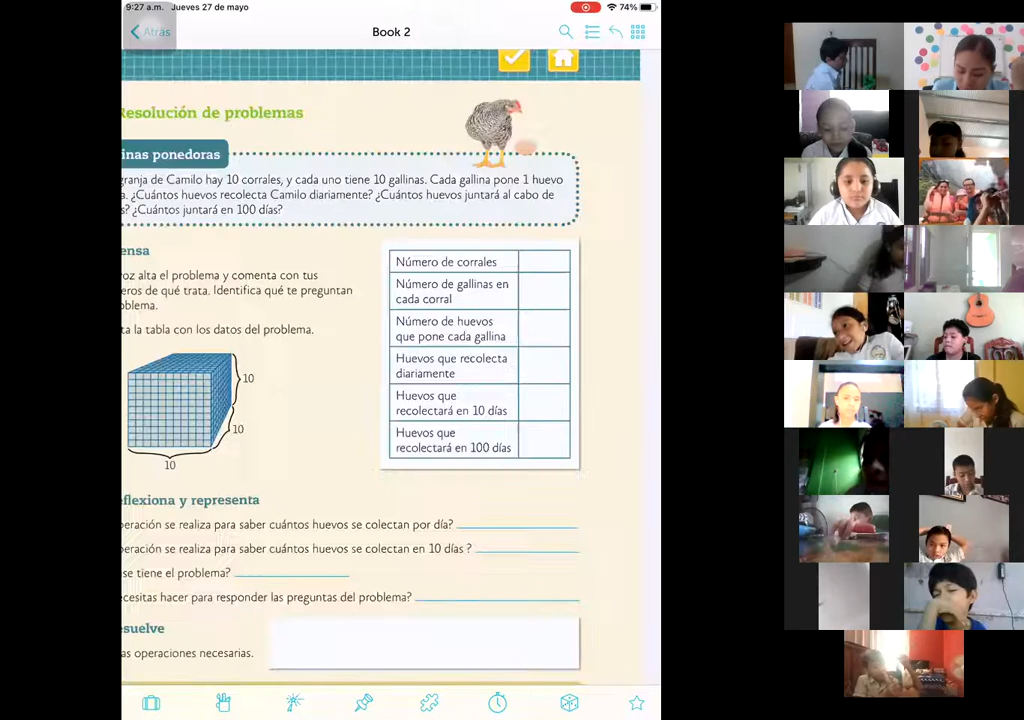 9:27 a.m. Jueves 27 de mayo
74%
Atrás
Book 2
Resolución de problemas
inas ponedoras
granja de Camilo hay 10 corrales, y cada uno tiene 10 gallinas. Cada gallina pone 1 huevo
a. ¿Cuántos huevos recolecta Camilo diariamente? ¿Cuántos huevos juntará al cabo de
s? ¿Cuántos juntará en 100 días?
ensa
voz alta el problema y comenta con tus
eros de qué trata. Identifica qué te preguntan
oblema.
ta la tabla con los datos del problema.
10
10
10
Número de corrales
Número de gallinas en
cada corral
Número de huevos
que pone cada gallina
Huevos que recolecta
diariamente
Huevos que
recolectará en 10 días
Huevos que
recolectará en 100 días
eflexiona y representa
peración se realiza para saber cuántos huevos se colectan por día?
peración se realiza para saber cuántos huevos se colectan en 10 días ?
se tiene el problema?
ecesitas hacer para responder las preguntas del problema?
esuelve
as operaciones necesarias.